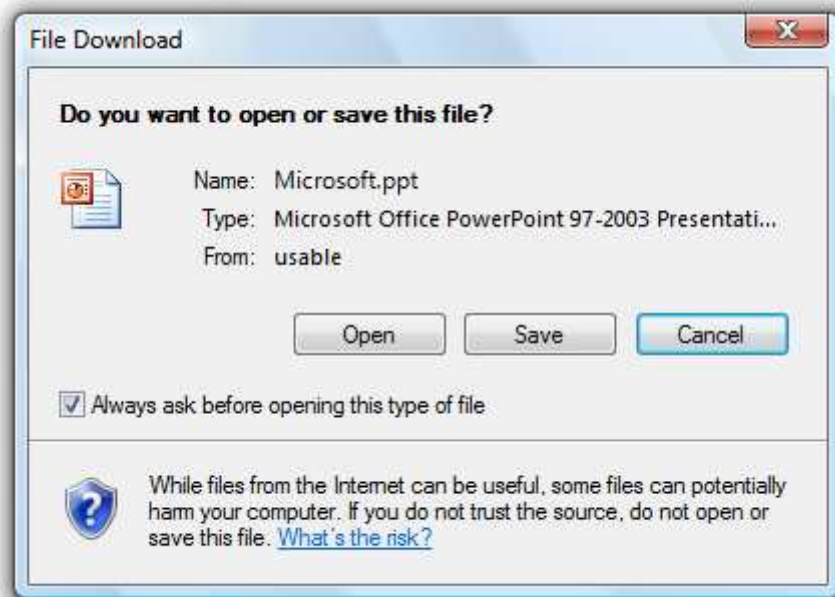 File Download
Do you want to open or save this file?
Name: Microsoft.ppt
Type: Microsoft Office PowerPoint 97-2003 Presentati...
From: usable
Open Save Cancel
Always ask before opening this type of file
While files from the Internet can be useful, some files can potentially
harm your computer. If you do not trust the source, do not open or
save this file. What's the risk?